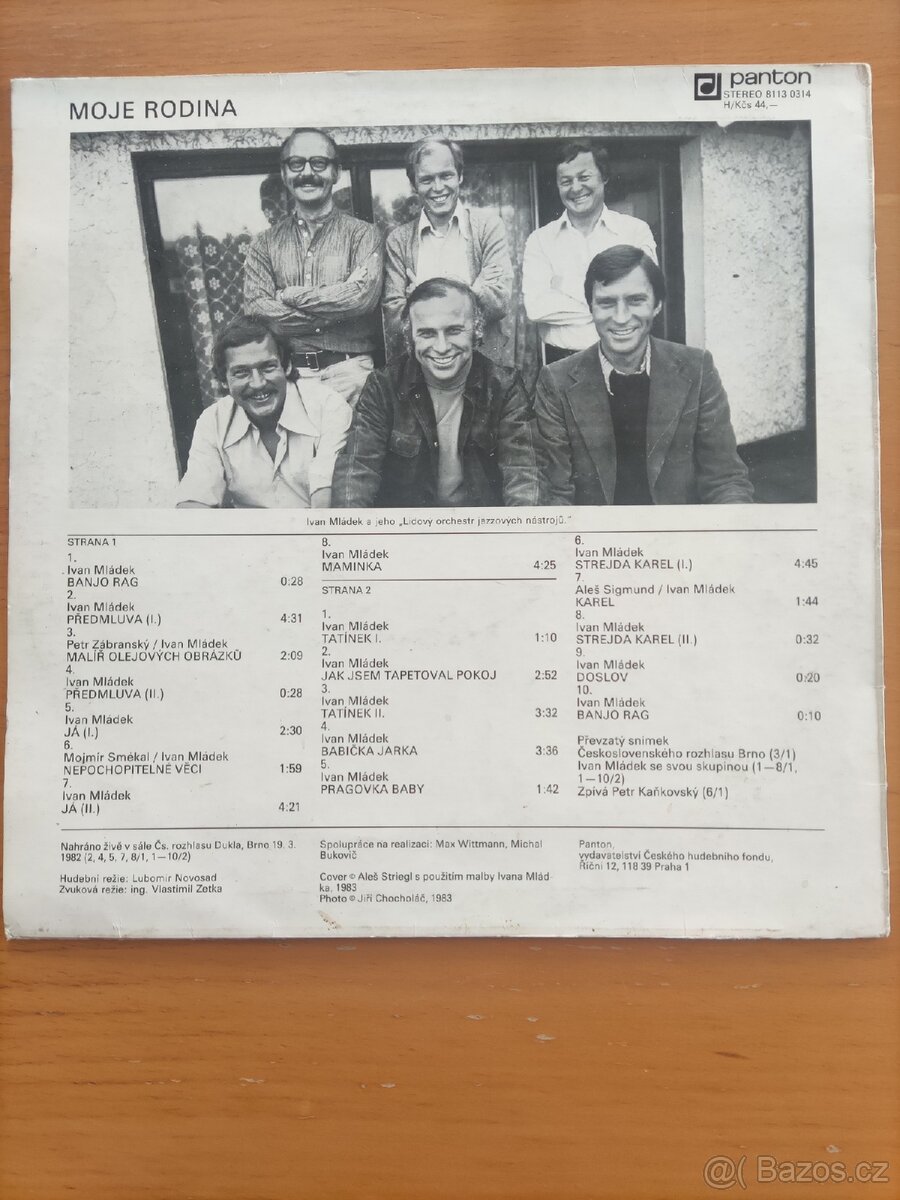 MOJE RODINA
panton
STEREO 8113 0314
H/Kčs 44,—
Ivan Mládek a jeho „Lidový orchestr jazzových nástrojů."
STRANA 1
1.
Ivan Mládek
BANJO RAG 0:28
2.
Ivan Mládek
PŘEDMLUVA (I.) 4:31
3.
Petr Zábranský / Ivan Mládek
MALÍŘ OLEJOVÝCH OBRÁZKŮ 2:09
4.
Ivan Mládek
PŘEDMLUVA (II.) 0:28
5.
Ivan Mládek
JÁ (I.) 2:30
6.
Mojmír Smékal / Ivan Mládek
NEPOCHOPITELNÉ VĚCI 1:59
7.
Ivan Mládek
JÁ (II.) 4:21
8.
Ivan Mládek
MAMINKA 4:25
STRANA 2
1.
Ivan Mládek
TATÍNEK I. 1:10
2.
Ivan Mládek
JAK JSEM TAPETOVAL POKOJ 2:52
3.
Ivan Mládek
TATÍNEK II. 3:32
4.
Ivan Mládek
BABIČKA JARKA 3:36
5.
Ivan Mládek
PRAGOVKA BABY 1:42
6.
Ivan Mládek
STREJDA KAREL (I.) 4:45
7.
Aleš Sigmund / Ivan Mládek
KAREL 1:44
8.
Ivan Mládek
STREJDA KAREL (II.) 0:32
9.
Ivan Mládek
DOSLOV 0:20
10.
Ivan Mládek
BANJO RAG 0:10
Převzatý snímek
Československého rozhlasu Brno (3/1)
Ivan Mládek se svou skupinou (1—8/1,
1—10/2)
Zpívá Petr Kaňkovský (6/1)
Nahráno živě v sále Čs. rozhlasu Dukla, Brno 19. 3.
1982 (2, 4, 5, 7, 8/1, 1—10/2)
Hudební režie: Lubomír Novosad
Zvuková režie: ing. Vlastimil Zetka
Spolupráce na realizaci: Max Wittmann, Michal
Bukovič
Cover © Aleš Striegl s použitím malby Ivana Mlád-
ka, 1983
Photo © Jiří Chocholáč, 1983
Panton,
vydavatelství Českého hudebního fondu,
Říční 12, 118 39 Praha 1
@( Bazos.cz